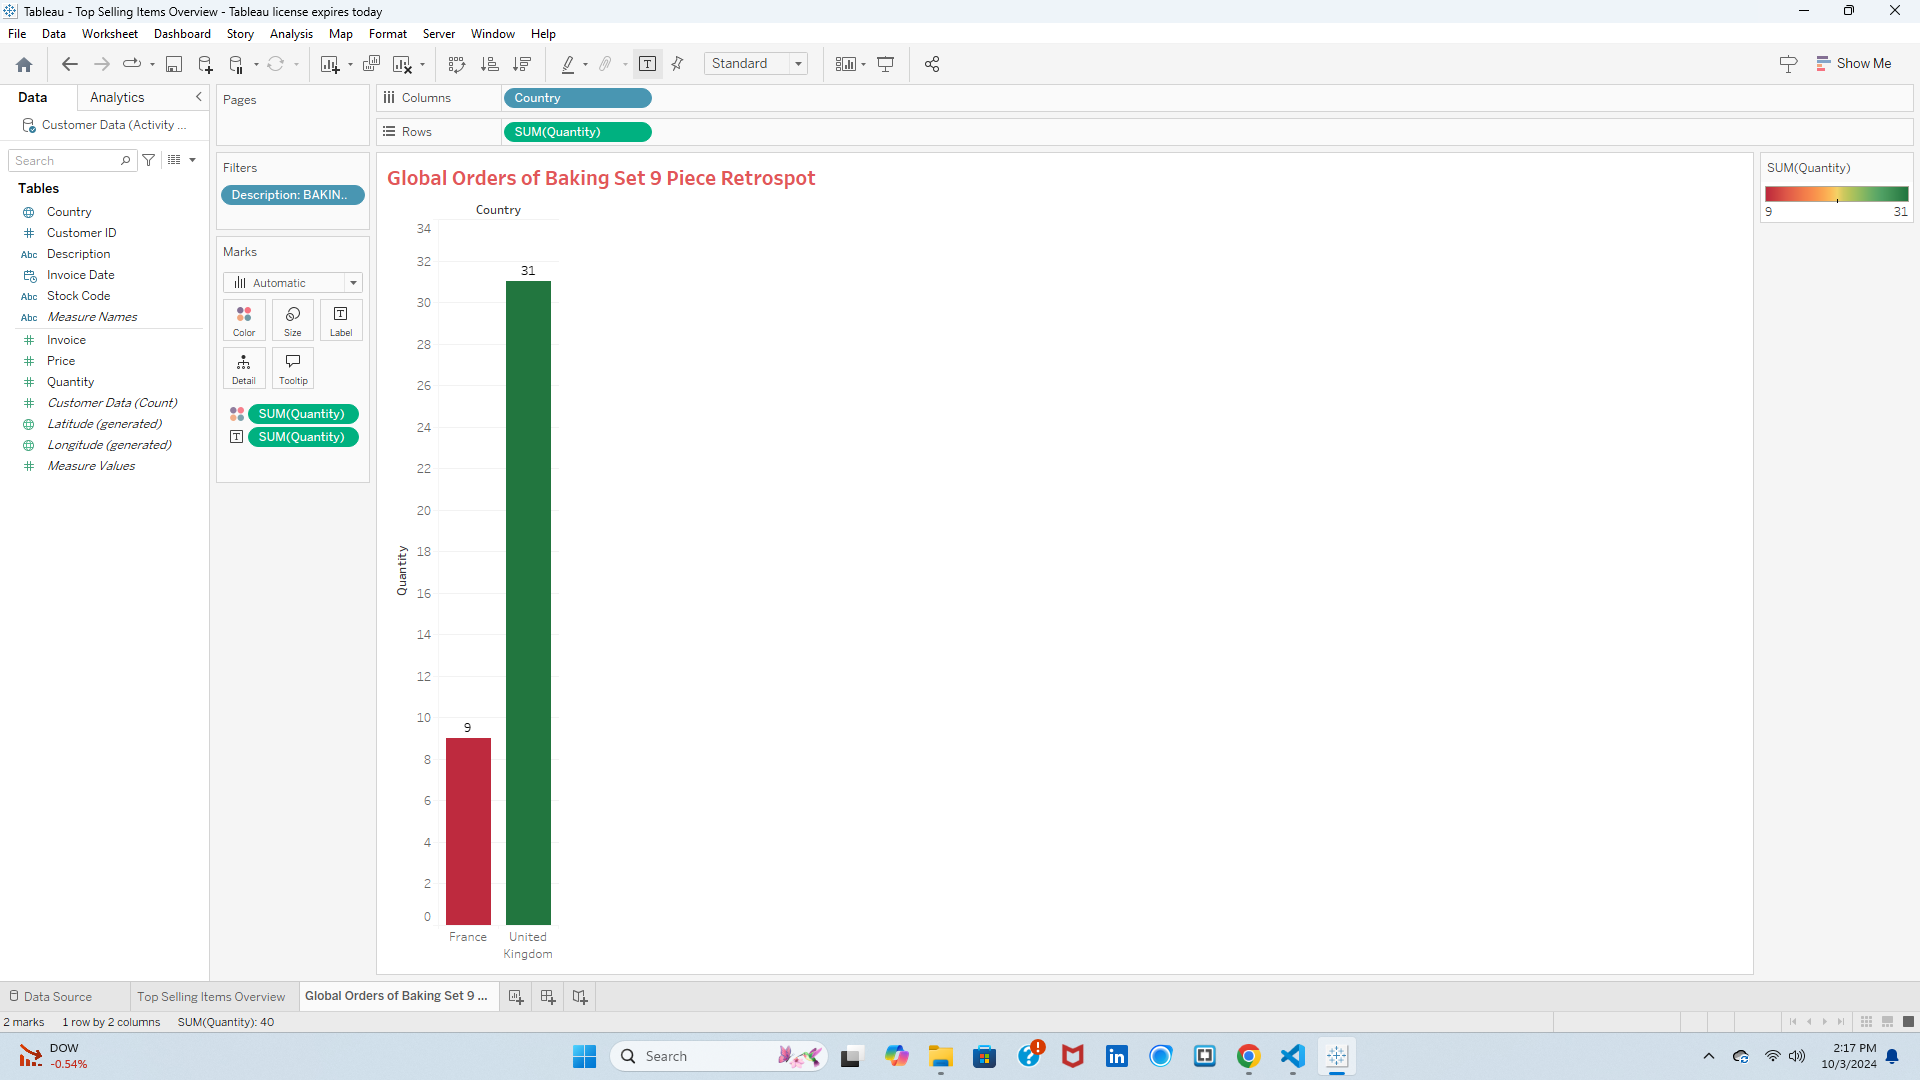 Tableau - Top Selling Items Overview - Tableau license expires today
File Data Worksheet Dashboard Story Analysis Map Format Server Window Help
Standard
Show Me
Data Analytics
Customer Data (Activity ...
Search
Tables
Country
Customer ID
Abc Description
Invoice Date
Abc Stock Code
Abc Measure Names
Invoice
Price
Quantity
Customer Data (Count)
Latitude (generated)
Longitude (generated)
Measure Values
Pages
Filters
Description: BAKIN..
Marks
Automatic
Color Size Label
Detail Tooltip
SUM(Quantity)
SUM(Quantity)
Columns Country
Rows SUM(Quantity)
Global Orders of Baking Set 9 Piece Retrospot
Country
34
32
30
28
26
24
22
20
18
16
14
12
10
8
6
4
2
0
Quantity
31
9
France
United
Kingdom
SUM(Quantity)
9 31
Data Source Top Selling Items Overview Global Orders of Baking Set 9 ...
2 marks 1 row by 2 columns SUM(Quantity): 40
DOW
-0.54%
Search
2:17 PM
10/3/2024